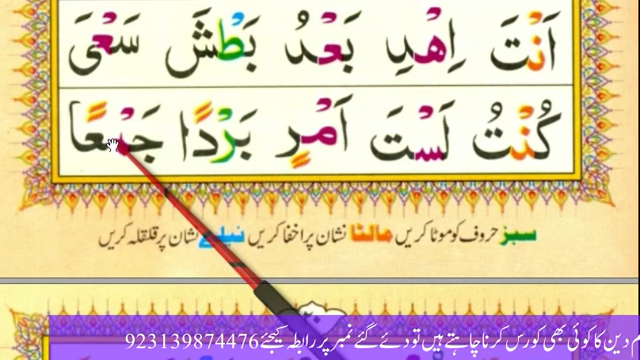 اَنْتَ اِهْدِ بَعْدُ بَطْشَ سَعْیَ
كُنْتُ لَسْتَ اَمْرٍ بَرْدًا جَمْعًا
سبز حروف کو موٹا کریں مالٹا نشان پر اخفا کریں نیلے نشان پر قلقلہ کریں
دین کا کوئی بھی کورس کرنا چاہتے ہیں تو دئے گئے نمبر پر رابطہ کیجئے 923139874476